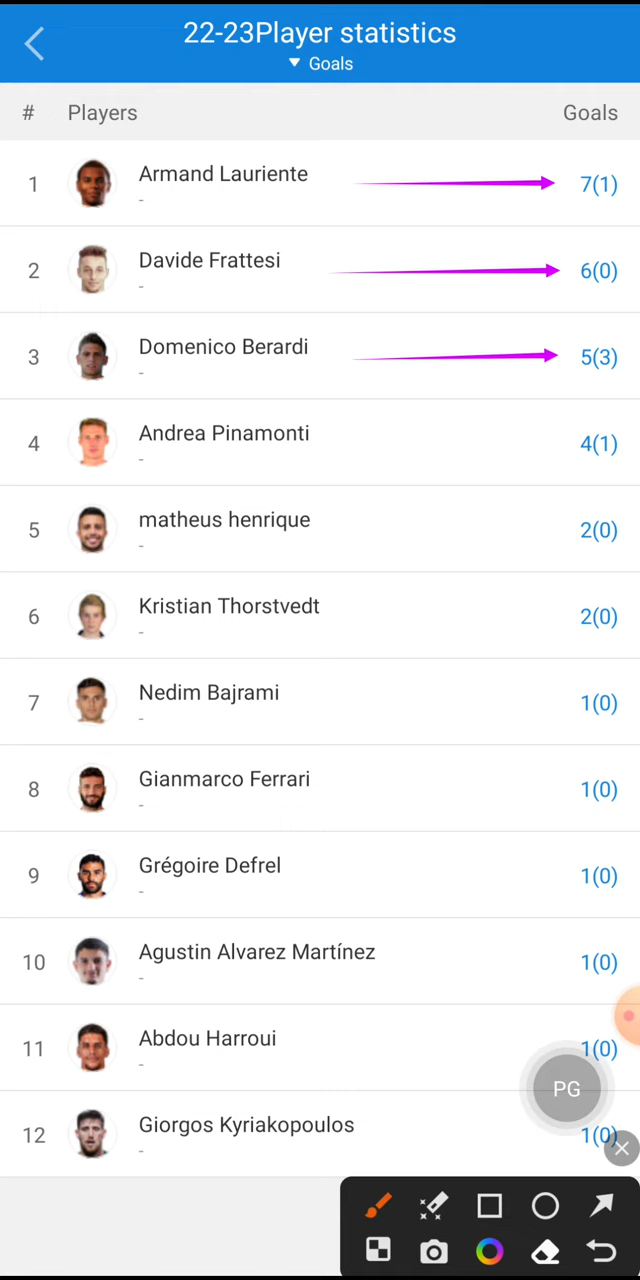 22-23Player statistics
▼ Goals
# Players Goals
1 Armand Lauriente 7(1)
-
2 Davide Frattesi 6(0)
-
3 Domenico Berardi 5(3)
-
4 Andrea Pinamonti 4(1)
-
5 matheus henrique 2(0)
-
6 Kristian Thorstvedt 2(0)
-
7 Nedim Bajrami 1(0)
-
8 Gianmarco Ferrari 1(0)
-
9 Grégoire Defrel 1(0)
-
10 Agustin Alvarez Martínez 1(0)
-
11 Abdou Harroui 1(0)
-
PG
12 Giorgos Kyriakopoulos 1(0)
-